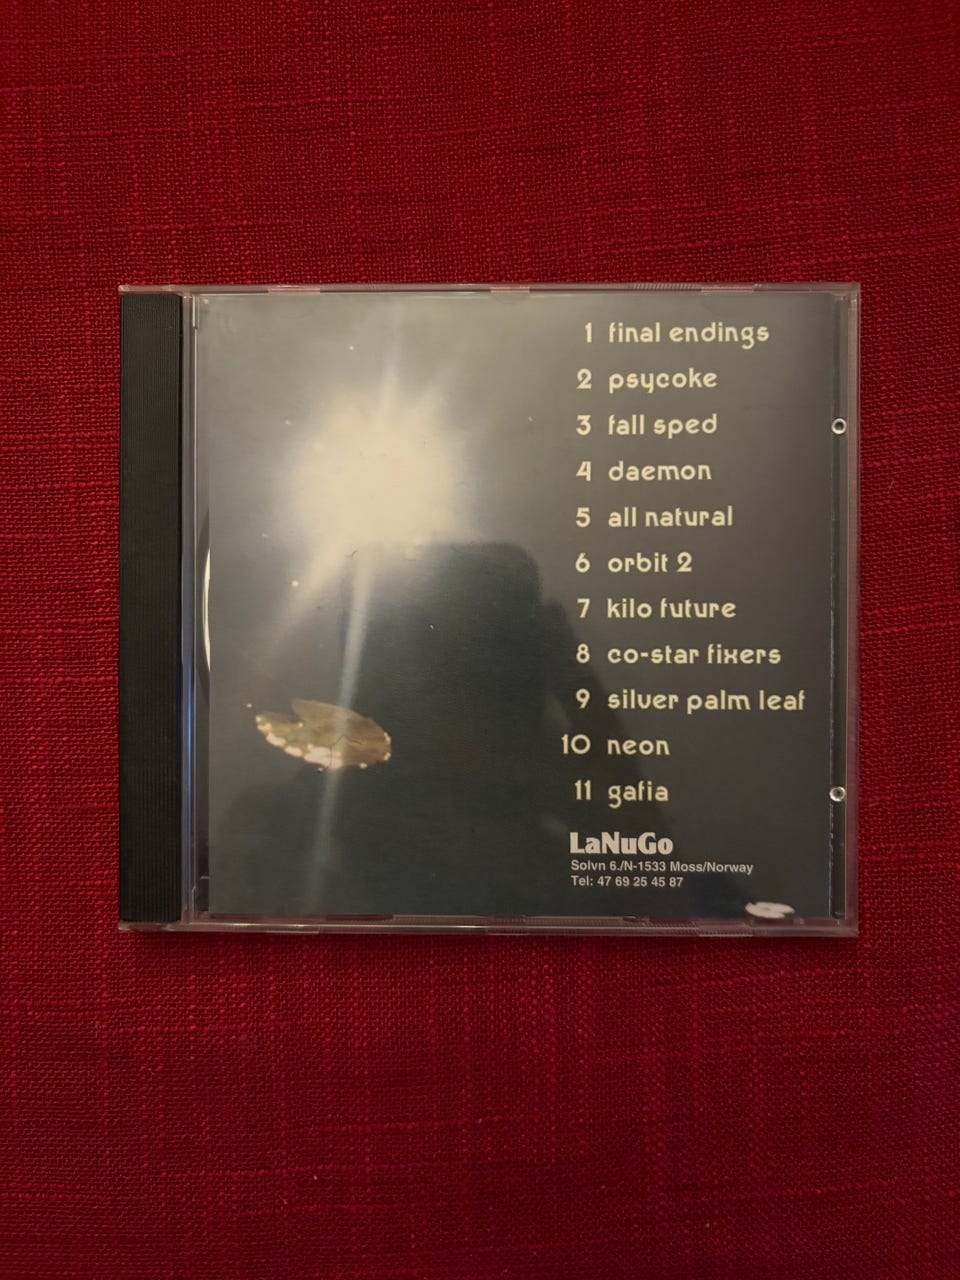 1 final endings
2 psycoke
3 fall sped
4 daemon
5 all natural
6 orbit 2
7 kilo future
8 co-star fixers
9 silver palm leaf
10 neon
11 gafia
LaNuGo
Solvn 6./N-1533 Moss/Norway
Tel: 47 69 25 45 87